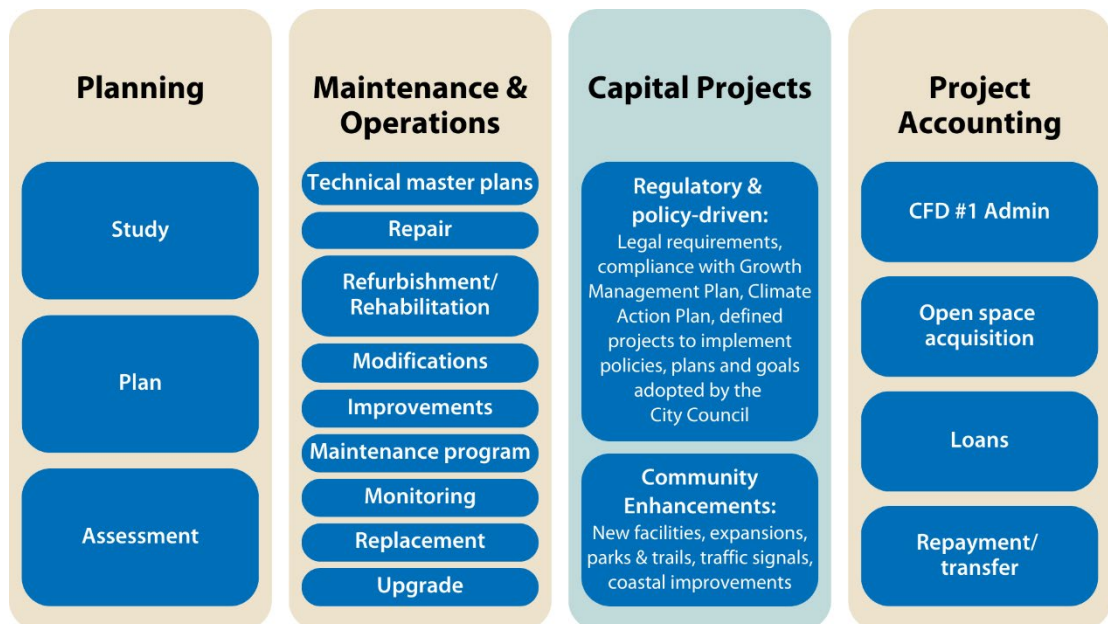 Planning
Study
Plan
Assessment
Maintenance &
Operations
Technical master plans
Repair
Refurbishment/
Rehabilitation
Modifications
Improvements
Maintenance program
Monitoring
Replacement
Upgrade
Capital Projects
Regulatory &
policy-driven:
Legal requirements,
compliance with Growth
Management Plan, Climate
Action Plan, defined
projects to implement
policies, plans and goals
adopted by the
City Council
Community
Enhancements:
New facilities, expansions,
parks & trails, traffic signals,
coastal improvements
Project
Accounting
CFD #1 Admin
Open space
acquisition
Loans
Repayment/
transfer